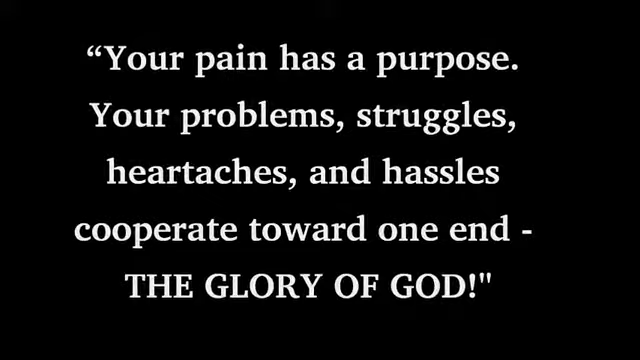 “Your pain has a purpose.
Your problems, struggles,
heartaches, and hassles
cooperate toward one end -
THE GLORY OF GOD!"